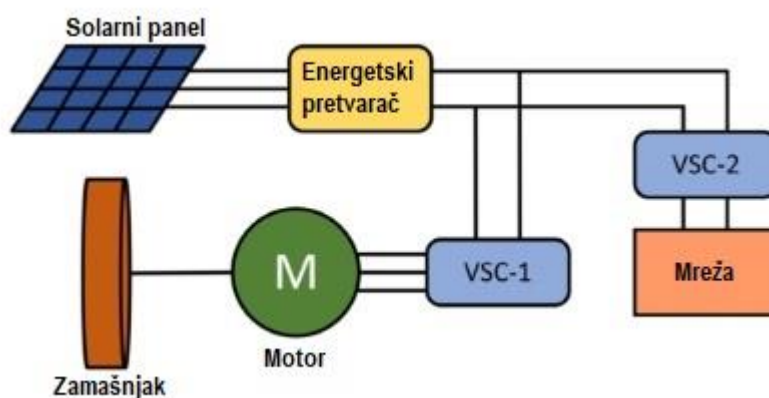 Solarni panel
Energetski
pretvarač
VSC-2
M
VSC-1
Mreža
Motor
Zamašnjak